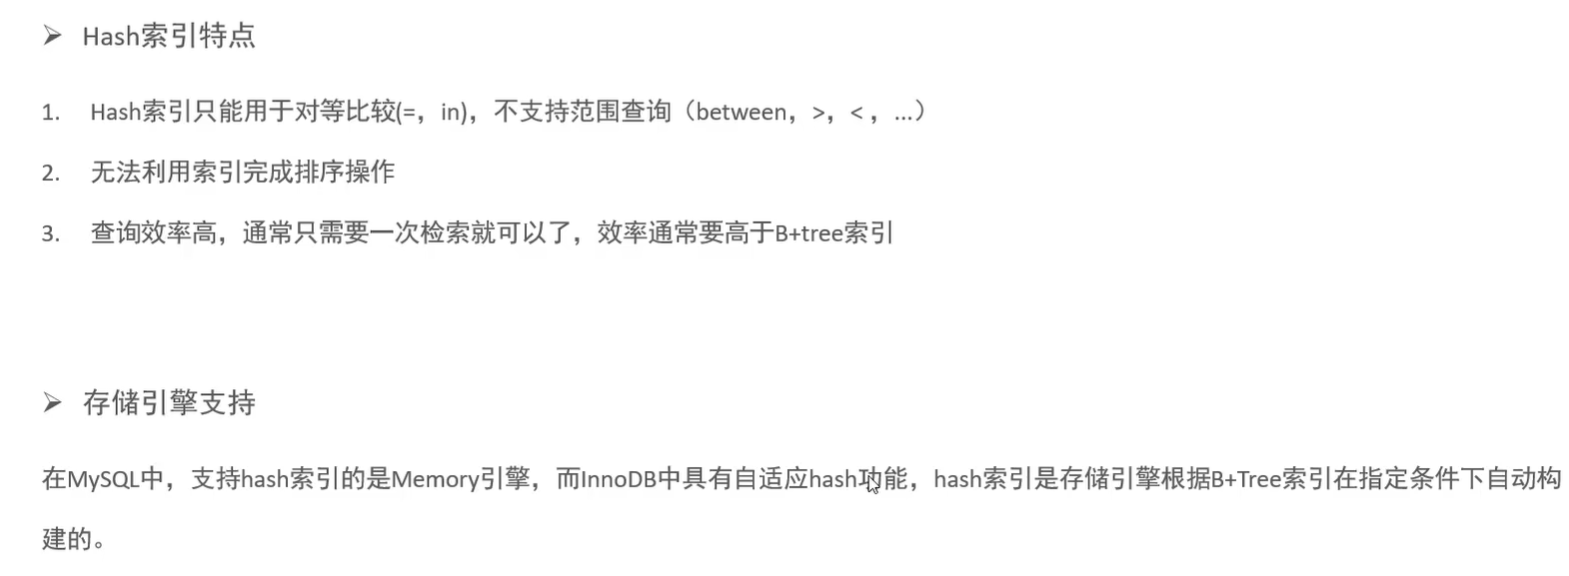 ➢ Hash索引特点
1. Hash索引只能用于对等比较(=，in)，不支持范围查询（between，>，<，...）
2. 无法利用索引完成排序操作
3. 查询效率高，通常只需要一次检索就可以了，效率通常要高于B+tree索引
➢ 存储引擎支持
在MySQL中，支持hash索引的是Memory引擎，而InnoDB中具有自适应hash功能，hash索引是存储引擎根据B+Tree索引在指定条件下自动构
建的。